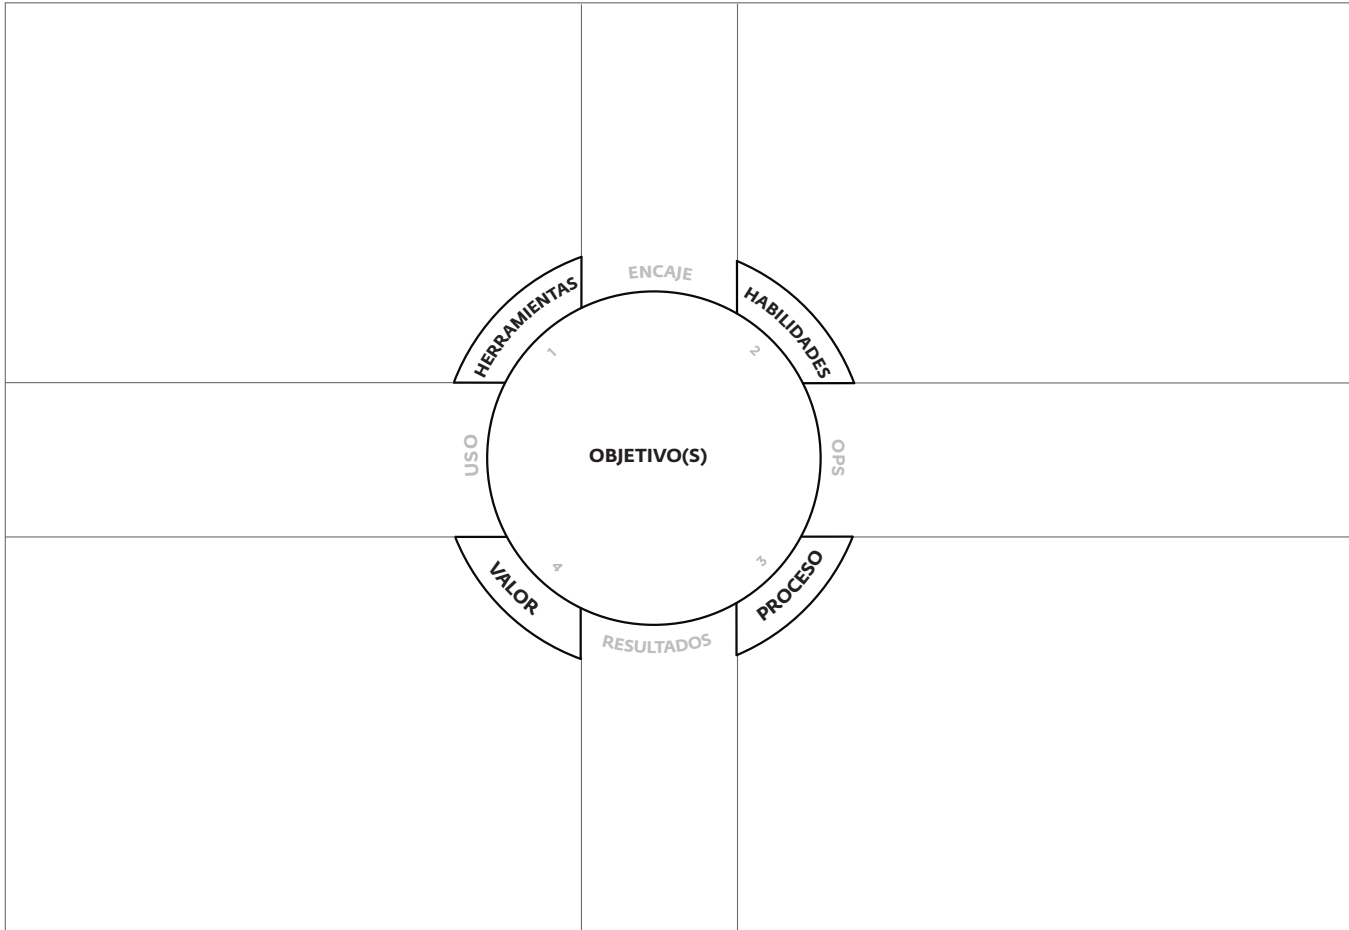 ENCAJE
HERRAMIENTAS
HABILIDADES
1
2
USO
OBJETIVO(S)
OPS
4
3
VALOR
PROCESO
RESULTADOS